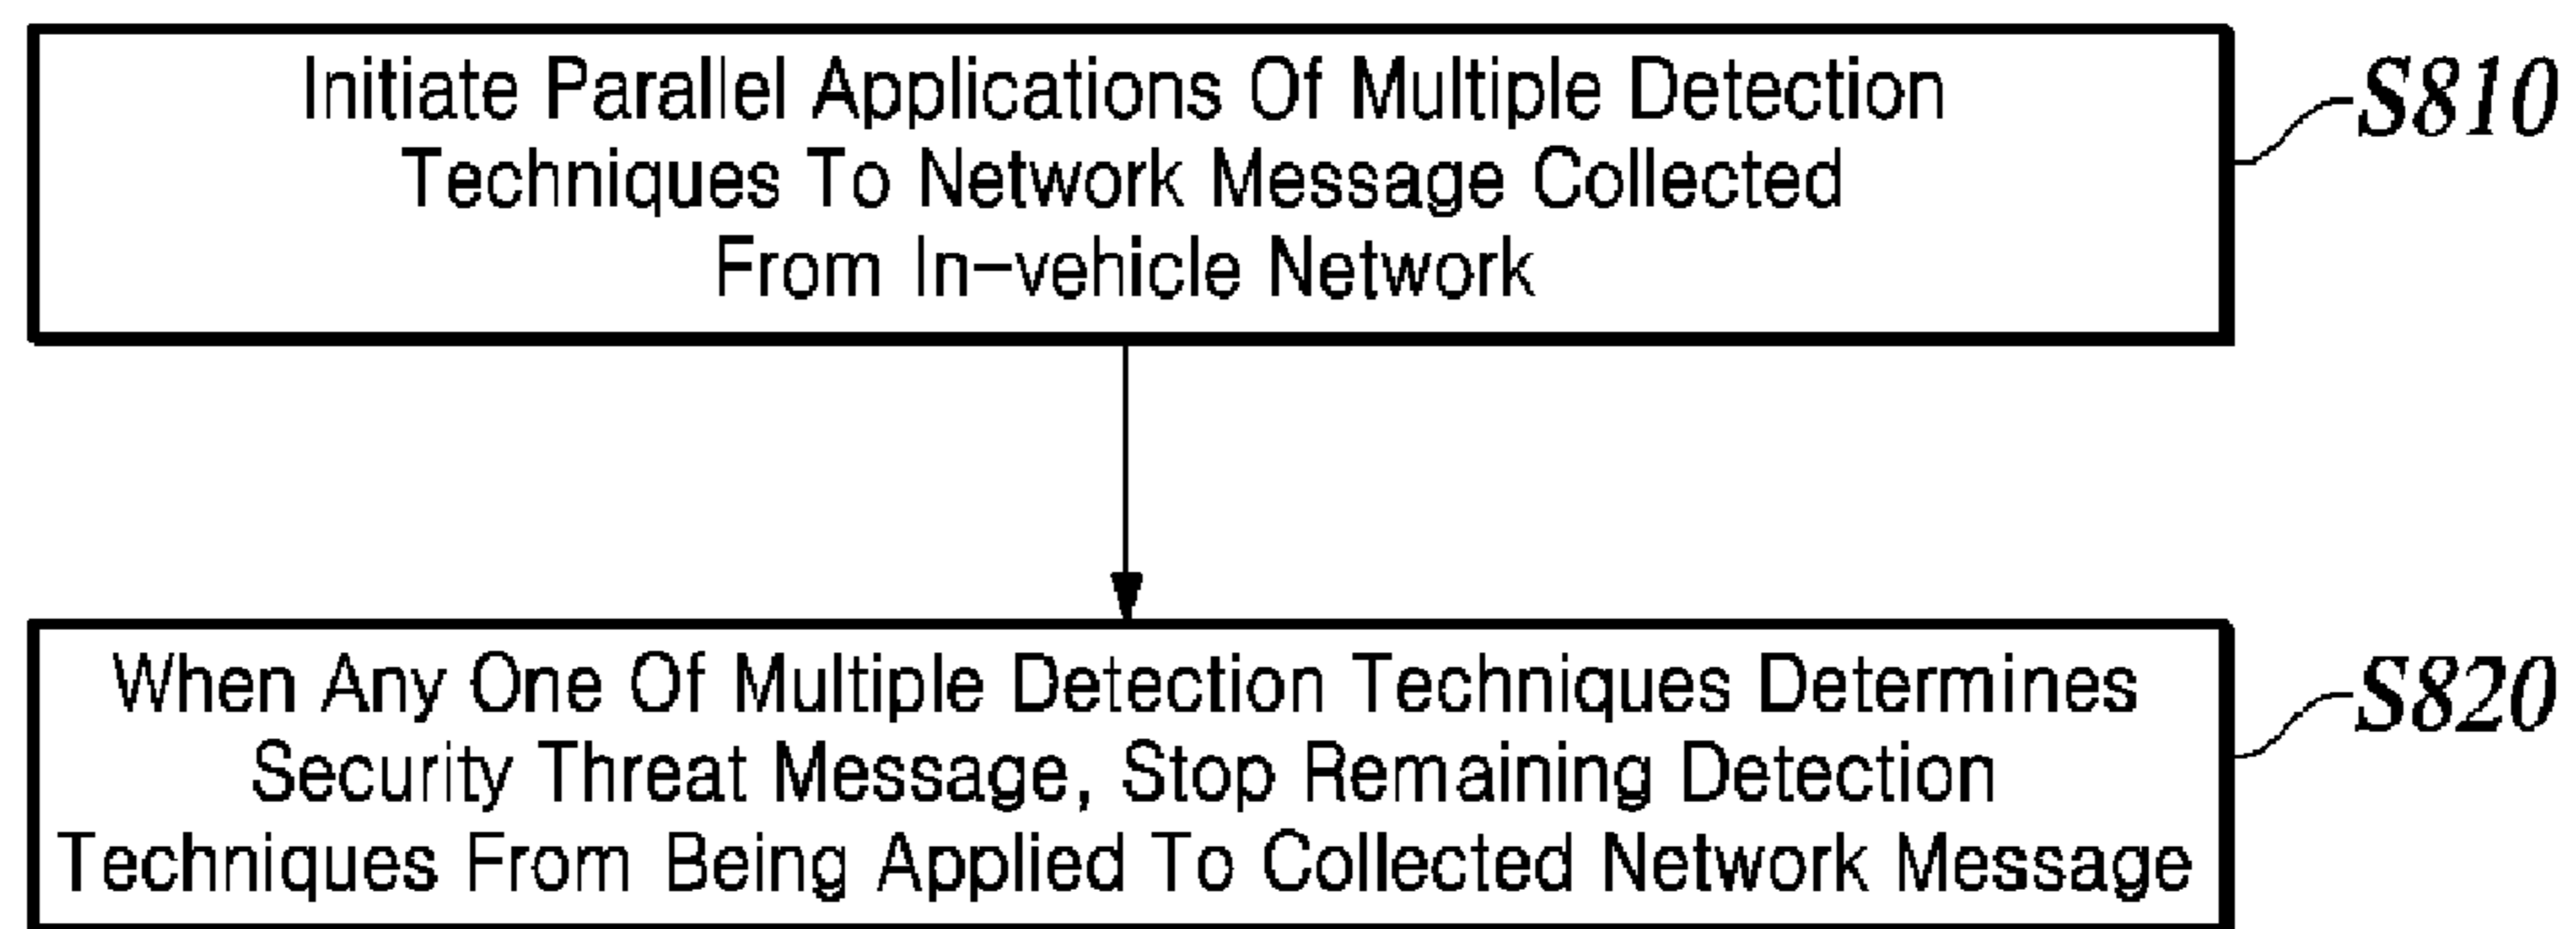 Initiate Parallel Applications Of Multiple Detection
Techniques To Network Message Collected
From In-vehicle Network
S810
When Any One Of Multiple Detection Techniques Determines
Security Threat Message, Stop Remaining Detection
Techniques From Being Applied To Collected Network Message
S820